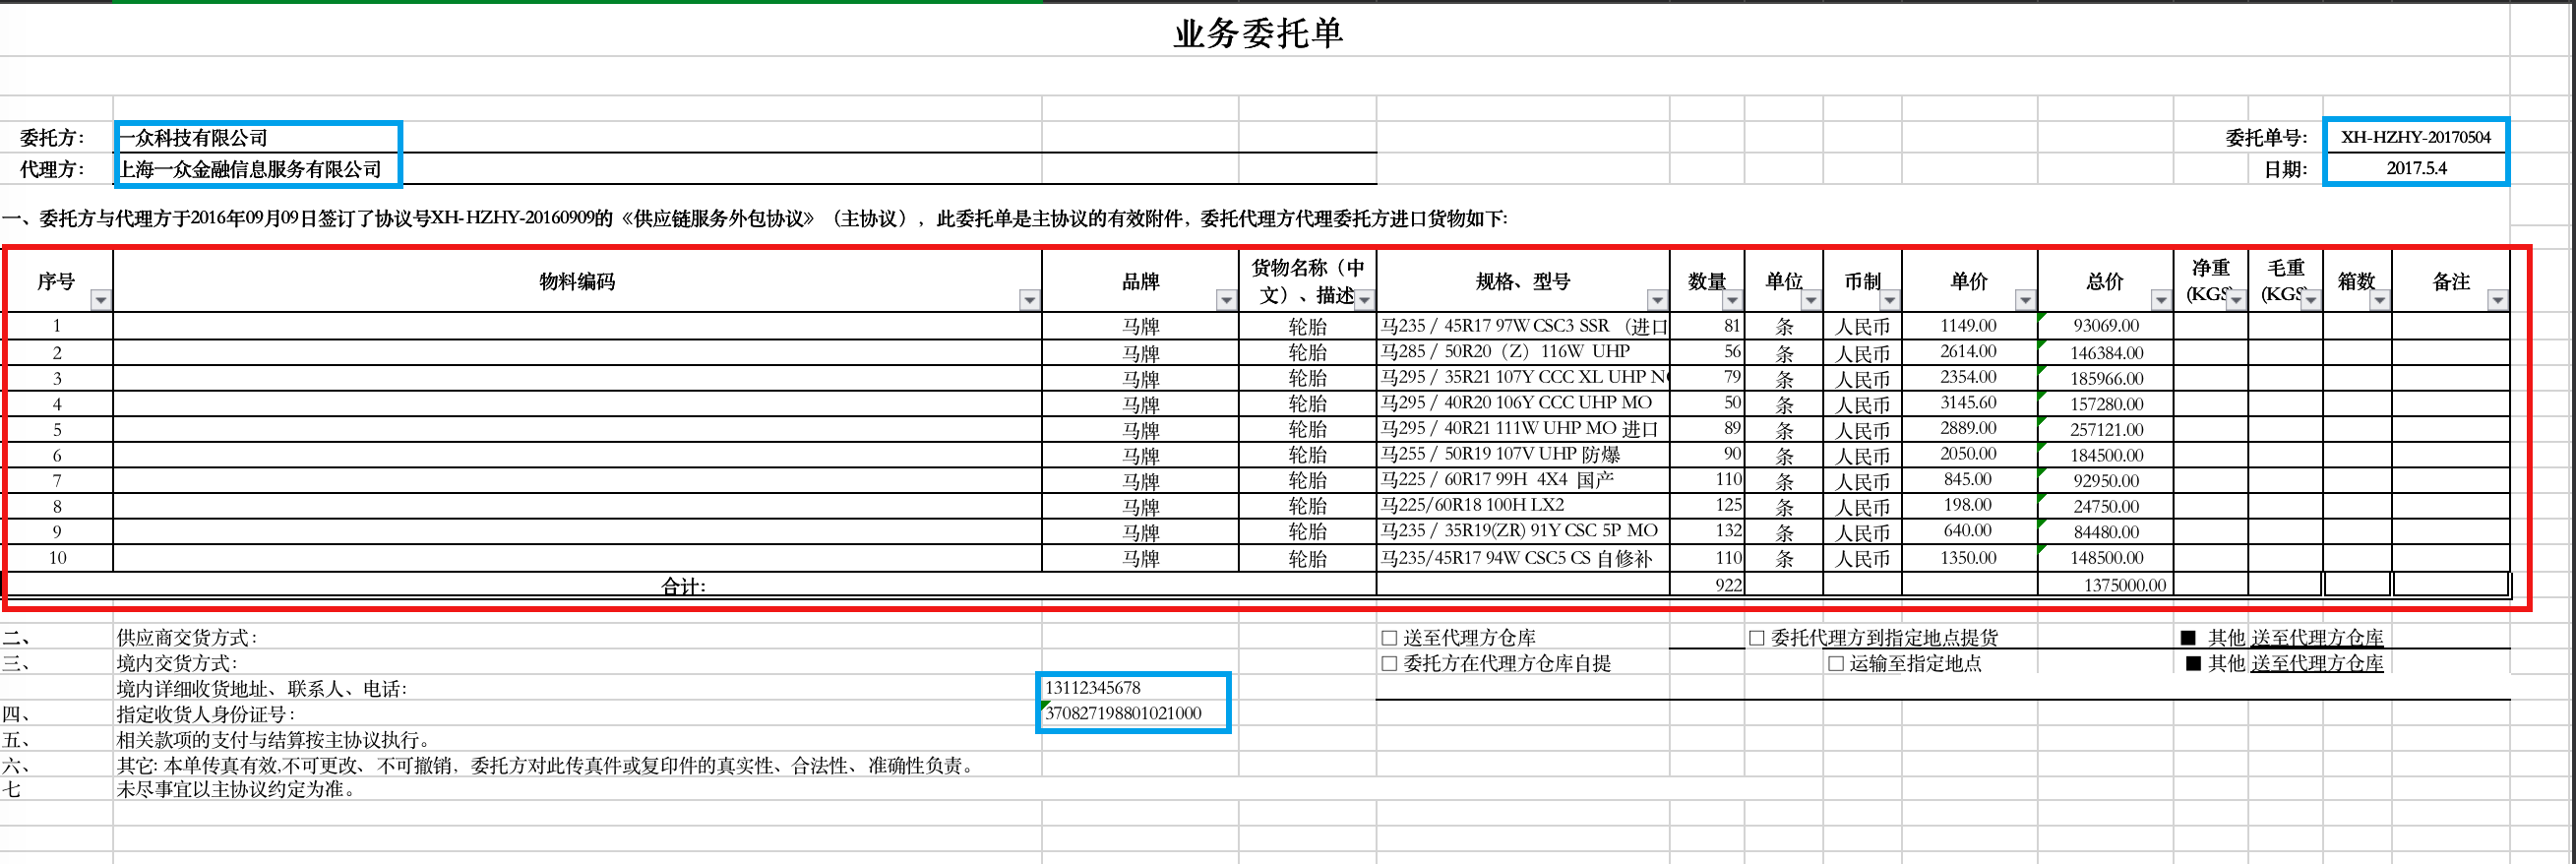 业务委托单
委托方： 一众科技有限公司 委托单号： XH-HZHY-20170504
代理方： 上海一众金融信息服务有限公司 日期： 2017.5.4
一、委托方与代理方于2016年09月09日签订了协议号XH-HZHY-20160909的《供应链服务外包协议》（主协议），此委托单是主协议的有效附件，委托代理方代理委托方进口货物如下：
序号 物料编码 品牌 货物名称（中文）、描述 规格、型号 数量 单位 币制 单价 总价 净重(KGS 毛重(KGS 箱数 备注
1 马牌 轮胎 马235 / 45R17 97W CSC3 SSR （进口 81 条 人民币 1149.00 93069.00
2 马牌 轮胎 马285 / 50R20（Z）116W UHP 56 条 人民币 2614.00 146384.00
3 马牌 轮胎 马295 / 35R21 107Y CCC XL UHP N 79 条 人民币 2354.00 185966.00
4 马牌 轮胎 马295 / 40R20 106Y CCC UHP MO 50 条 人民币 3145.60 157280.00
5 马牌 轮胎 马295 / 40R21 111W UHP MO 进口 89 条 人民币 2889.00 257121.00
6 马牌 轮胎 马255 / 50R19 107V UHP 防爆 90 条 人民币 2050.00 184500.00
7 马牌 轮胎 马225 / 60R17 99H 4X4 国产 110 条 人民币 845.00 92950.00
8 马牌 轮胎 马225/60R18 100H LX2 125 条 人民币 198.00 24750.00
9 马牌 轮胎 马235 / 35R19(ZR) 91Y CSC 5P MO 132 条 人民币 640.00 84480.00
10 马牌 轮胎 马235/45R17 94W CSC5 CS 自修补 110 条 人民币 1350.00 148500.00
合计： 922 1375000.00
二、 供应商交货方式： □ 送至代理方仓库 □ 委托代理方到指定地点提货 ■ 其他 送至代理方仓库
三、 境内交货方式： □ 委托方在代理方仓库自提 □ 运输至指定地点 ■ 其他 送至代理方仓库
境内详细收货地址、联系人、电话： 13112345678
四、 指定收货人身份证号： 370827198801021000
五、 相关款项的支付与结算按主协议执行。
六、 其它: 本单传真有效,不可更改、不可撤销，委托方对此传真件或复印件的真实性、合法性、准确性负责。
七 未尽事宜以主协议约定为准。